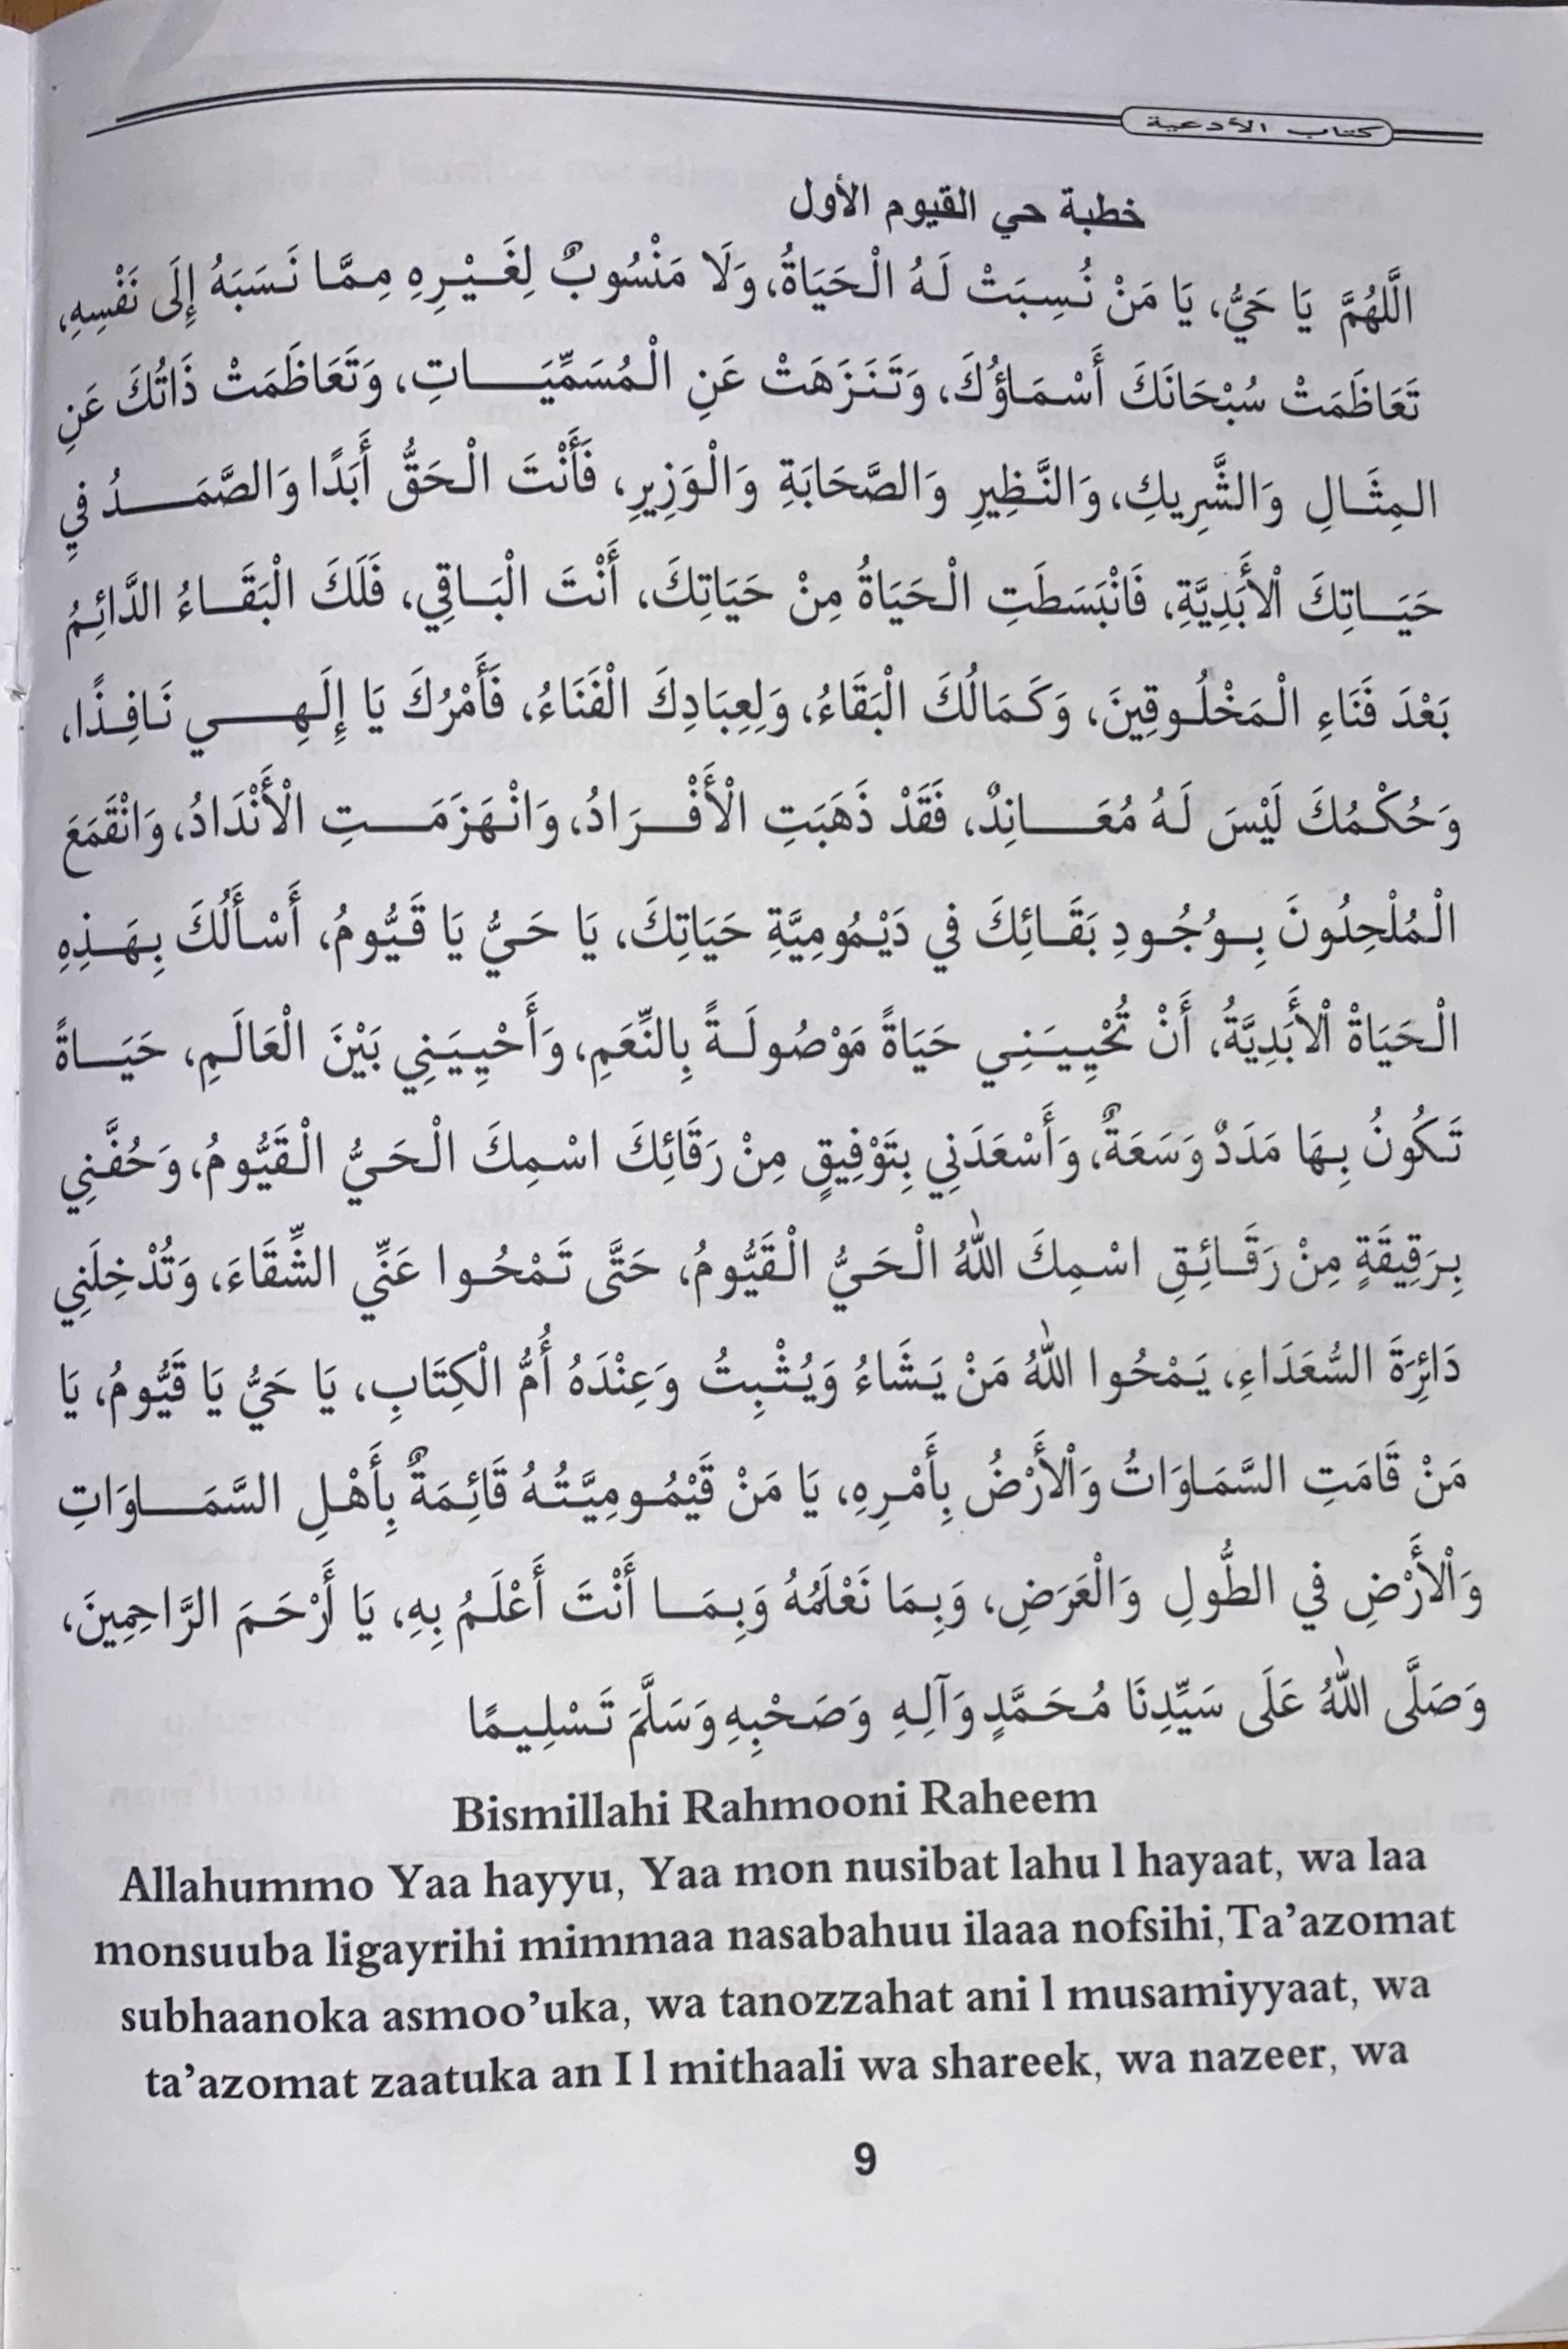 كتاب الأدعية
خطبة حي القيوم الأول
الَّلهُمَّ يَا حَيُّ، يَا مَنْ نُسِبَتْ لَهُ الْحَيَاةُ، وَلَا مَنْسُوبٌ لِغَيْرِهِ مِمَّا نَسَبَهُ إِلَى نَفْسِهِ،
تَعَاظَمَتْ سُبْحَانَكَ أَسْمَاؤُكَ، وَتَنَزَهَتْ عَنِ الْمُسَمِّيَاتِ، وَتَعَاظَمَتْ ذَاتُكَ عَنِ
المِثَالِ وَالشَّرِيكِ، وَالنَّظِيرِ وَالصَّحَابَةِ وَالْوَزِيرِ، فَأَنْتَ الْحَقُّ أَبَدًا وَالصَّمَدُ فِي
حَيَاتِكَ الْأَبَدِيَّةِ، فَانْبَسَطَتِ الْحَيَاةُ مِنْ حَيَاتِكَ، أَنْتَ الْبَاقِي، فَلَكَ الْبَقَاءُ الدَّائِمُ
بَعْدَ فَنَاءِ الْمَخْلُوقِينَ، وَكَمَالُكَ الْبَقَاءُ، وَلِعِبَادِكَ الْفَنَاءُ، فَأَمْرُكَ يَا إِلَهِي نَافِذًا،
وَحُكْمُكَ لَيْسَ لَهُ مُعَانِدٌ، فَقَدْ ذَهَبَتِ الْأَفْرَادُ، وَانْهَزَمَتِ الْأَنْدَادُ، وَانْقَمَعَ
الْمُلْحِدُونَ بِوُجُودِ بَقَائِكَ فِي دَيْمُومِيَّةِ حَيَاتِكَ، يَا حَيُّ يَا قَيُّومُ، أَسْأَلُكَ بِهَذِهِ
الْحَيَاةْ الْأَبَدِيَّةُ، أَنْ تُحْيِيَنِي حَيَاةً مَوْصُولَةً بِالنِّعَمِ، وَأَحْيِيَنِي بَيْنَ الْعَالَمِ، حَيَاةً
تَكُونُ بِهَا مَدَدٌ وَسَعَةٌ، وَأَسْعَدَنِي بِتَوْفِيقٍ مِنْ رَقَائِكَ اسْمِكَ الْحَيُّ الْقَيُّومُ، وَحُفَّنِي
بِرَقِيقَةٍ مِنْ رَقَائِقِ اسْمِكَ اللهُ الْحَيُّ الْقَيُّومُ، حَتَّى تَمْحُوا عَنِّي الشِّقَاءَ، وَتُدْخِلَنِي
دَائِرَةَ السُّعَدَاءِ، يَمْحُوا اللهُ مَنْ يَشَاءُ وَيُثْبِتُ وَعِنْدَهُ أُمُّ الْكِتَابِ، يَا حَيُّ يَا قَيُّومُ، يَا
مَنْ قَامَتِ السَّمَاوَاتُ وَالْأَرْضُ بِأَمْرِهِ، يَا مَنْ قَيْمُومِيَّتُهُ قَائِمَةٌ بِأَهْلِ السَّمَاوَاتِ
وَالْأَرْضِ فِي الطُّولِ وَالْعَرَضِ، وَبِمَا نَعْلَمُهُ وَبِمَا أَنْتَ أَعْلَمُ بِهِ، يَا أَرْحَمَ الرَّاحِمِينَ،
وَصَلَّى اللهُ عَلَى سَيِّدِنَا مُحَمَّدٍ وَآلِهِ وَصَحْبِهِ وَسَلَّمَ تَسْلِيمًا
Bismillahi Rahmooni Raheem
Allahummo Yaa hayyu, Yaa mon nusibat lahu l hayaat, wa laa
monsuuba ligayrihi mimmaa nasabahuu ilaaa nofsihi, Ta'azomat
subhaanoka asmoo'uka, wa tanozzahat ani l musamiyyaat, wa
ta'azomat zaatuka an I l mithaali wa shareek, wa nazeer, wa
9